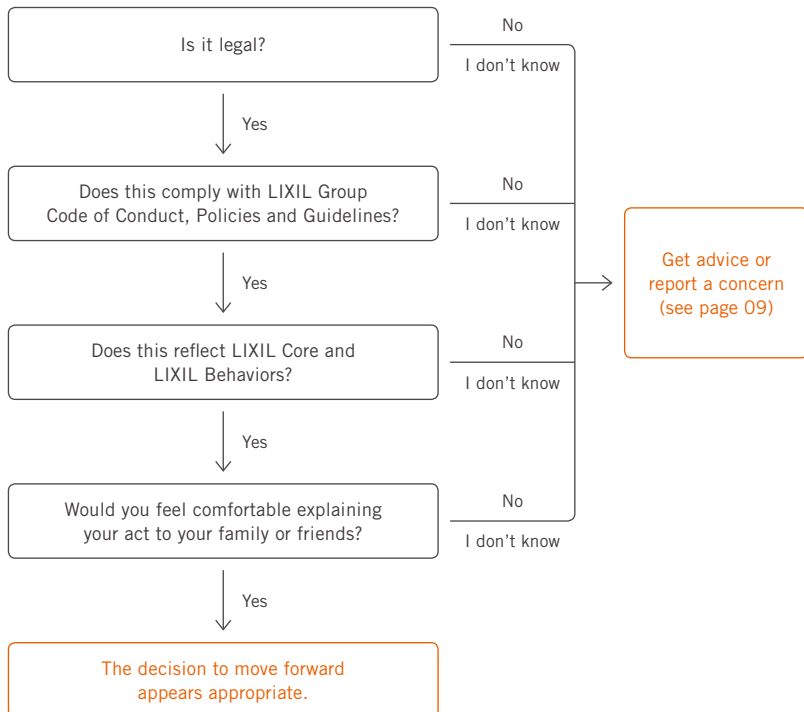 Is it legal?
No
I don't know
Yes
Does this comply with LIXIL Group
Code of Conduct, Policies and Guidelines?
No
I don't know
Get advice or
report a concern
(see page 09)
Yes
Does this reflect LIXIL Core and
LIXIL Behaviors?
No
I don't know
Yes
Would you feel comfortable explaining
your act to your family or friends?
No
I don't know
Yes
The decision to move forward
appears appropriate.